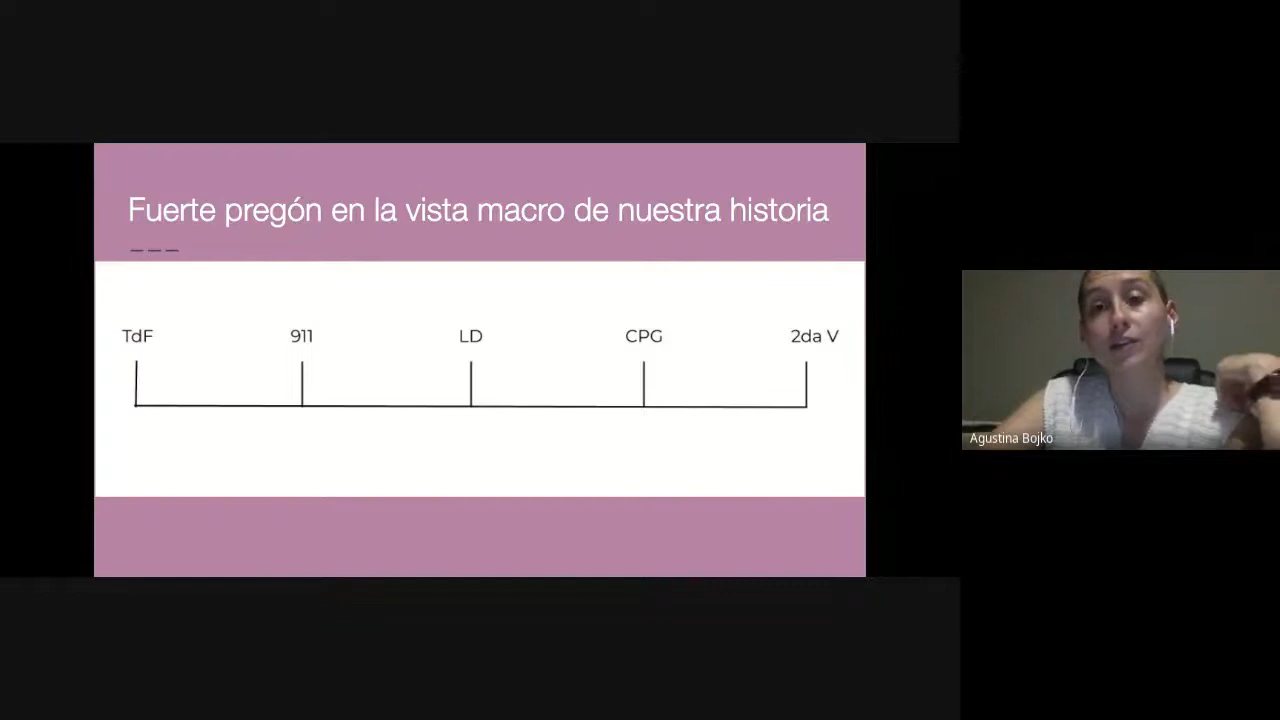 Fuerte pregón en la vista macro de nuestra historia
TdF 911 LD CPG 2da V
Agustina Bojko